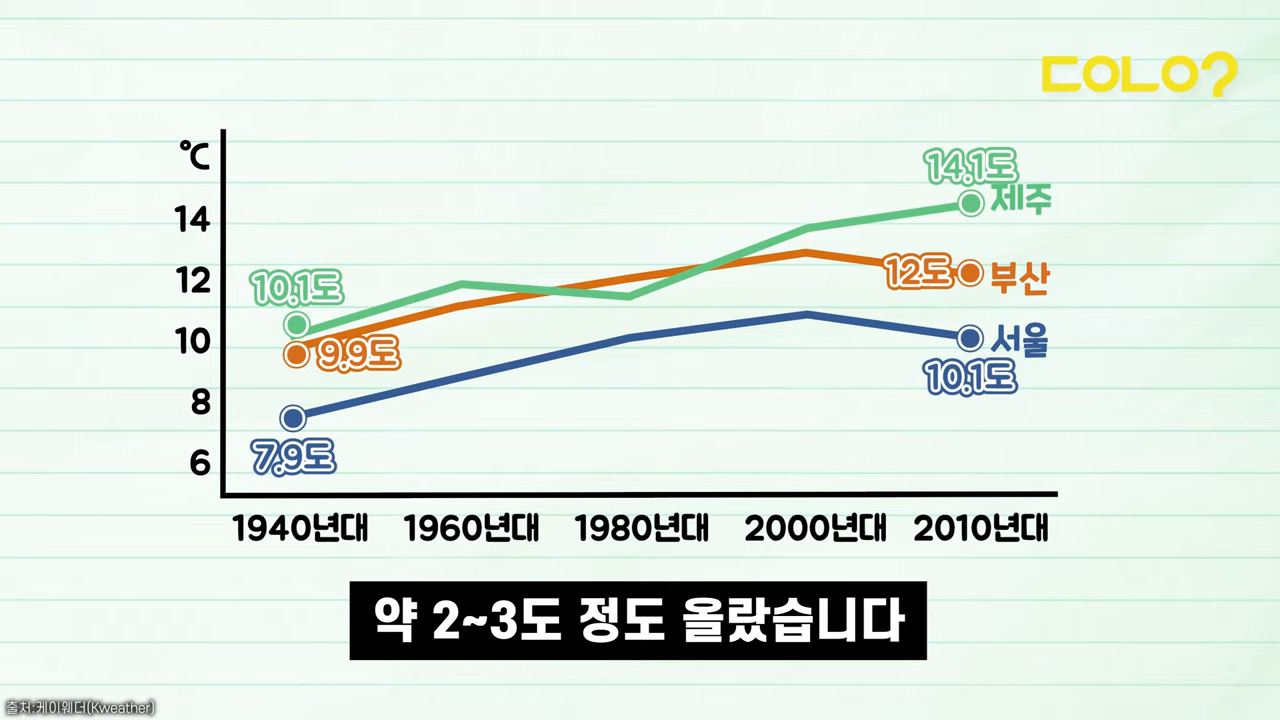 ㄷㅇㄴㅇ?
℃
14
12
10
8
6
10.1도
9.9도
7.9도
14.1도
제주
12도
부산
서울
10.1도
1940년대 1960년대 1980년대 2000년대 2010년대
약 2~3도 정도 올랐습니다
출처:케이웨더(Kweather)